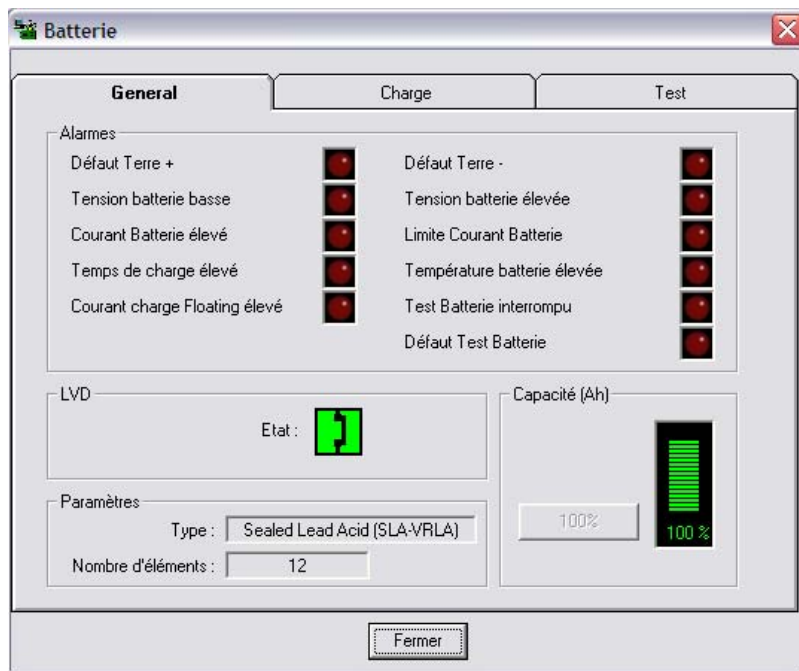 Batterie
General
Charge
Test
Alarmes
Défaut Terre +
Défaut Terre -
Tension batterie basse
Tension batterie élevée
Courant Batterie élevé
Limite Courant Batterie
Temps de charge élevé
Température batterie élevée
Courant charge Floating élevé
Test Batterie interrompu
Défaut Test Batterie
LVD
Etat :
Capacité (Ah)
100%
100 %
Paramètres
Type : Sealed Lead Acid (SLA-VRLA)
Nombre d'éléments : 12
Fermer